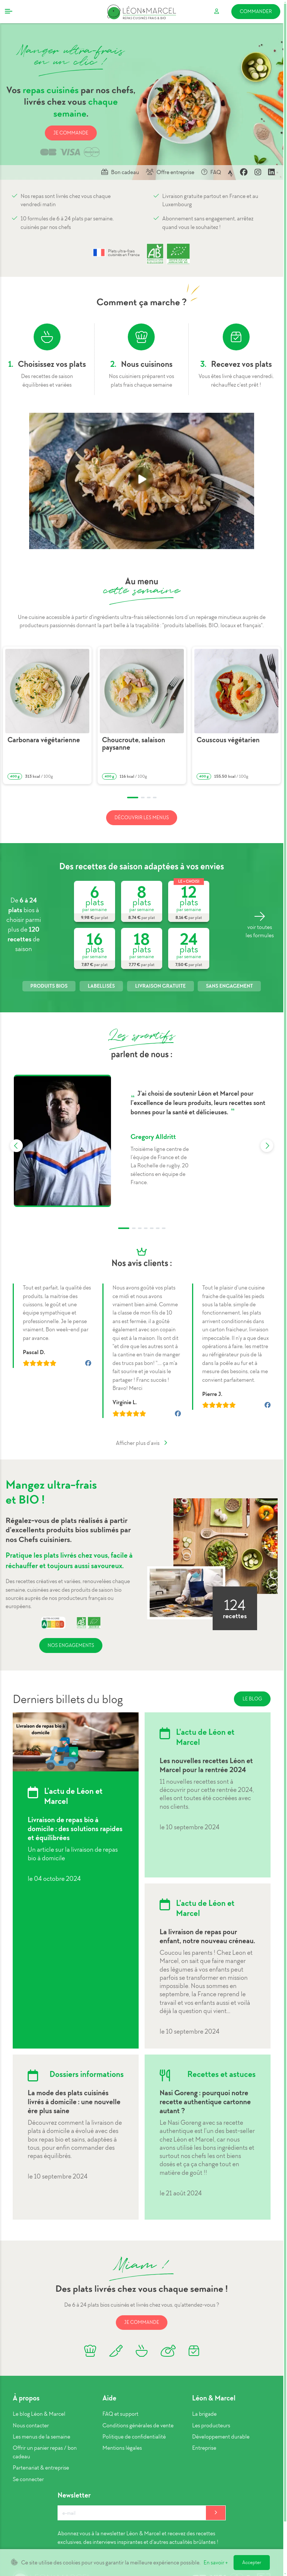 LÉON & MARCEL
COMMANDER
Manger ultra-frais
en un clic !
Vos repas cuisinés par nos chefs,
livrés chez vous chaque
semaine.
JE COMMANDE
VISA
Bon cadeau
Offre entreprise
FAQ
Nos repas sont livrés chez vous chaque
vendredi matin
Livraison gratuite partout en France et au
Luxembourg
10 formules de 6 à 24 plats par semaine,
cuisinés par nos chefs
Abonnement sans engagement, arrêtez
quand vous le souhaitez !
Plats ultra-frais
cuisinés en France
AB
Comment ça marche ?
1. Choisissez vos plats
Des recettes de saison
équilibrées et variées
2. Nous cuisinons
Nos cuisiniers préparent vos
plats frais chaque semaine
3. Recevez vos plats
Vous êtes livré chaque vendredi,
réchauffez c'est prêt !
Au menu
cette semaine
Une cuisine accessible à partir d'ingrédients ultra-frais sélectionnés lors d'un repérage minutieux auprès de
producteurs passionnés donnant la part belle à la traçabilité : "produits labellisés, BIO, locaux et français".
Carbonara végétarienne
400 g 313 kcal / 100g
Choucroute, salaison
paysanne
400 g 116 kcal / 100g
Couscous végétarien
400 g 155.50 kcal / 100g
DÉCOUVRIR LES MENUS
Des recettes de saison adaptées à vos envies
De 6 à 24
plats bios à
choisir parmi
plus de 120
recettes de
saison.
6
plats
par semaine
9.98 € par plat
8
plats
par semaine
8.74 € par plat
LE + CHOISI
12
plats
par semaine
8.16 € par plat
16
plats
par semaine
7.87 € par plat
18
plats
par semaine
7.77 € par plat
24
plats
par semaine
7.50 € par plat
voir toutes
les formules
PRODUITS BIOS
LABELLISÉS
LIVRAISON GRATUITE
SANS ENGAGEMENT
Les sportifs
parlent de nous :
„ J'ai choisi de soutenir Léon et Marcel pour
l'excellence de leurs produits, leurs recettes sont
bonnes pour la santé et délicieuses. ”
Gregory Alldritt
Troisième ligne centre de
l'équipe de France et de
La Rochelle de rugby, 20
sélections en équipe de
France.
Nos avis clients :
Tout est parfait, la qualité des
produits, la maîtrise des
cuissons, le goût et une
équipe sympathique et
professionnelle. Je la pense
vraiment. Bon week-end par
par avance.
Pascal D.
Nous avons goûté vos plats
ce midi et nous avons
vraiment bien aimé. Comme
la classe de mon fils de 10
ans est fermée, il a goûté
également avec son copain
qui est à la maison. Ils ont dit
"et dire que les autres sont à
la cantine en train de manger
des trucs pas bon" "... ça m'a
fait sourire et je voulais le
partager ! Franc succès !
Bravo! Merci.
Virginie L.
Tout le plaisir d'une cuisine
fraiche de qualité les pieds
sous la table, simple de
fonctionnement, les plats
arrivent conditionnés dans
un carton fraicheur, livraison
impeccable. Il n'y a que deux
opérations à faire, les mettre
au réfrigérateur puis de là
dans la poêle ou au four et à
mesure des besoins, cela me
convient parfaitement.
Pierre J.
Afficher plus d'avis
Mangez ultra-frais
et BIO !
Régalez-vous de plats réalisés à partir
d'excellents produits bios sublimés par
nos Chefs cuisiniers.
Pratique les plats livrés chez vous, facile à
réchauffer et toujours aussi savoureux.
Des recettes créatives et variées, renouvelées chaque
semaine, cuisinées avec des produits de saison bio
assurés auprès de nos producteurs français ou
européens.
NOS ENGAGEMENTS
124
recettes
Derniers billets du blog
LE BLOG
Livraison de repas bio à
domicile
L'actu de Léon et
Marcel
Livraison de repas bio à
domicile : des solutions rapides
et équilibrées
Un article sur la livraison de repas
bio à domicile
le 04 octobre 2024
L'actu de Léon et
Marcel
Les nouvelles recettes Léon et
Marcel pour la rentrée 2024
11 nouvelles recettes sont à
découvrir pour cette rentrée 2024,
elles ont toutes été cocréées avec
nos clients.
le 10 septembre 2024
L'actu de Léon et
Marcel
La livraison de repas pour
enfant, notre nouveau créneau.
Coucou les parents ! Chez Léon et
Marcel, on sait que faire manger
des légumes à vos enfants peut
parfois se transformer en mission
impossible. Nous sommes en
septembre, la France reprend le
travail et vos enfants aussi et voilà
déjà la question qui vient...
le 10 septembre 2024
Dossiers informations
La mode des plats cuisinés
livrés à domicile : une nouvelle
ère plus saine
Découvrez comment la livraison de
plats à domicile a évolué avec des
repas bio et sains, adaptées à
tous, pour enfin commander des
repas équilibrés.
le 10 septembre 2024
Recettes et astuces
Nasi Goreng : pourquoi notre
recette authentique cartonne
autant ?
Le Nasi Goreng avec sa recette
authentique est l'un des best-seller
chez Léon et Marcel, car nous
avons utilisé les bons ingrédients et
surtout nos chefs les ont biens
dosés et ça ça change tout en
matière de goût !!
le 21 août 2024
Miam !
Des plats livrés chez vous chaque semaine !
De 6 à 24 plats bios cuisinés et livrés chez vous, qu'attendez-vous ?
JE COMMANDE
A propos
Le blog Léon & Marcel
Nous contacter
Les menus de la semaine
Offrir un panier repas / bon
cadeau
Partenariat & entreprise
Se connecter
Aide
FAQ et support
Conditions générales de vente
Politique de confidentialité
Mentions légales
Léon & Marcel
La brigade
Les producteurs
Développement durable
Entreprise
Newsletter
Abonnez vous à la newsletter Léon & Marcel et recevez des recettes
exclusives, des interviews inspirantes et d'autres actualités brûlantes !
Ce site utilise des cookies pour vous garantir la meilleure expérience possible. En savoir +
Accepter